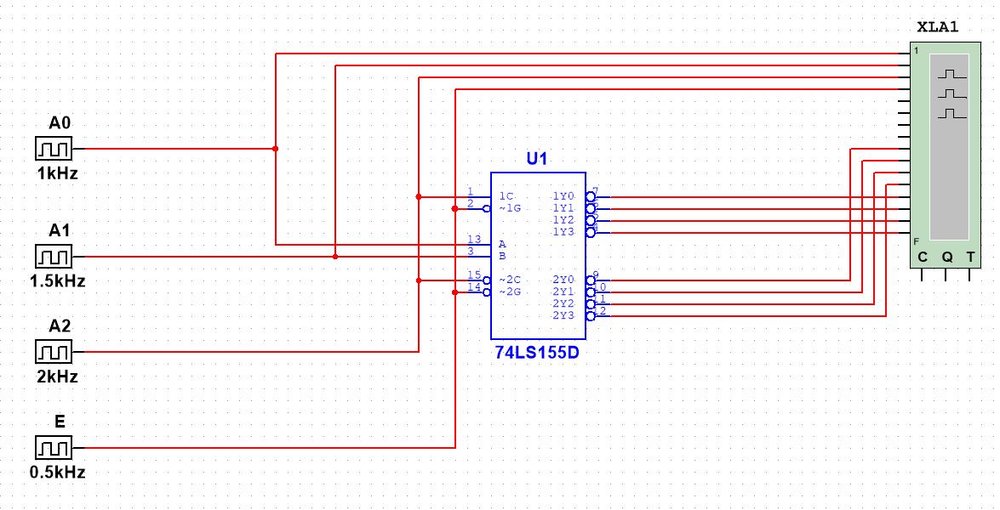 XLA1
1
A0
1kHz
U1
1 1C 1Y0 7
2 ~1G 1Y1
1Y2
1Y3 4
A1
13 A
3 B
1.5kHz
F
C Q T
15 ~2C 2Y0 9
14 ~2G 2Y1 10
2Y2 11
2Y3 12
A2
74LS155D
2kHz
E
0.5kHz